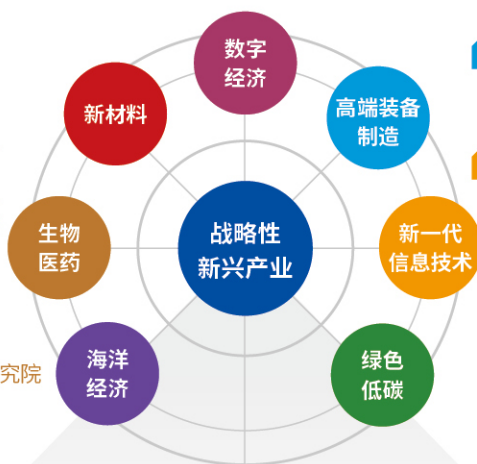 数字
经济
新材料
高端装备
制造
生物
医药
战略性
新兴产业
新一代
信息技术
海洋
经济
绿色
低碳
究院